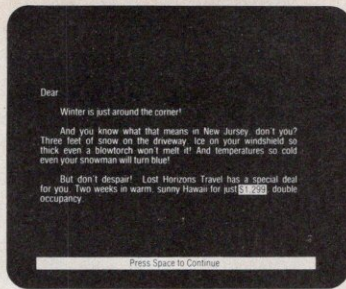 Dear
Winter is just around the corner!
And you know what that means in New Jursey, don't you?
Three feet of snow on the driveway. Ice on your windshield so
thick even a blowtorch won't melt it! And temperatures so cold
even your snowman will turn blue!
But don't despair! Lost Horizons Travel has a special deal
for you. Two weeks in warm, sunny Hawaii for just $1,299, double
occupancy.
Press Space to Continue